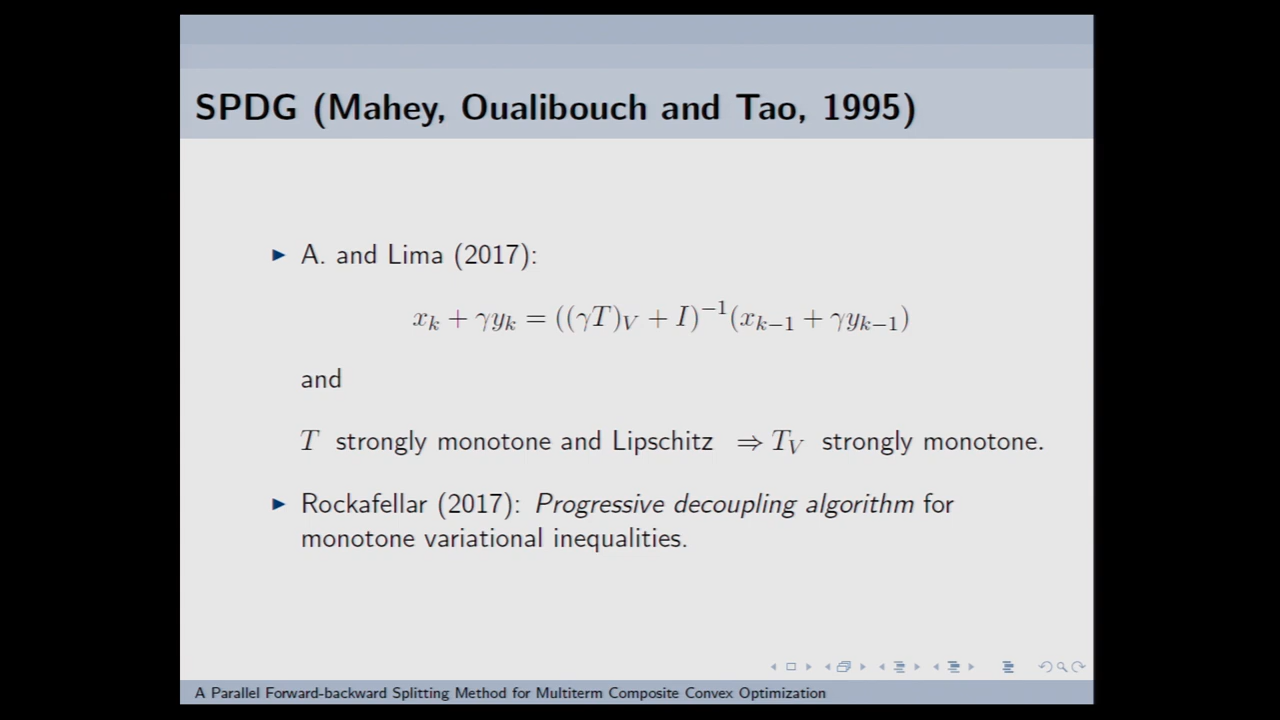 SPDG (Mahey, Oualibouch and Tao, 1995)
► A. and Lima (2017):
x_k + γy_k = ((γT)_V + I)^{-1}(x_{k-1} + γy_{k-1})
and
T strongly monotone and Lipschitz ⇒ T_V strongly monotone.
► Rockafellar (2017): Progressive decoupling algorithm for
monotone variational inequalities.
A Parallel Forward-backward Splitting Method for Multiterm Composite Convex Optimization